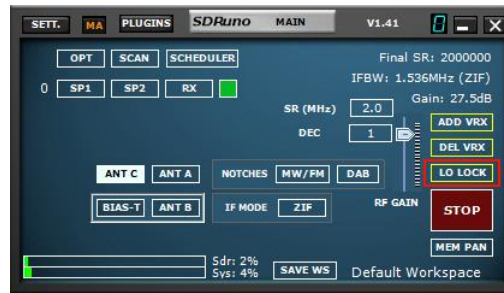 SETT. MA PLUGINS SDRuno MAIN V1.41 8
OPT SCAN SCHEDULER Final SR: 2000000
IFBW: 1.536MHz (ZIF)
0 SP1 SP2 RX Gain: 27.5dB
SR (MHz) 2.0
ADD VRX
DEC 1
DEL VRX
ANT C ANT A NOTCHES MW/FM DAB LO LOCK
BIAS-T ANT B IF MODE ZIF RF GAIN STOP
MEM PAN
Sdr: 2%
Sys: 4% SAVE WS Default Workspace